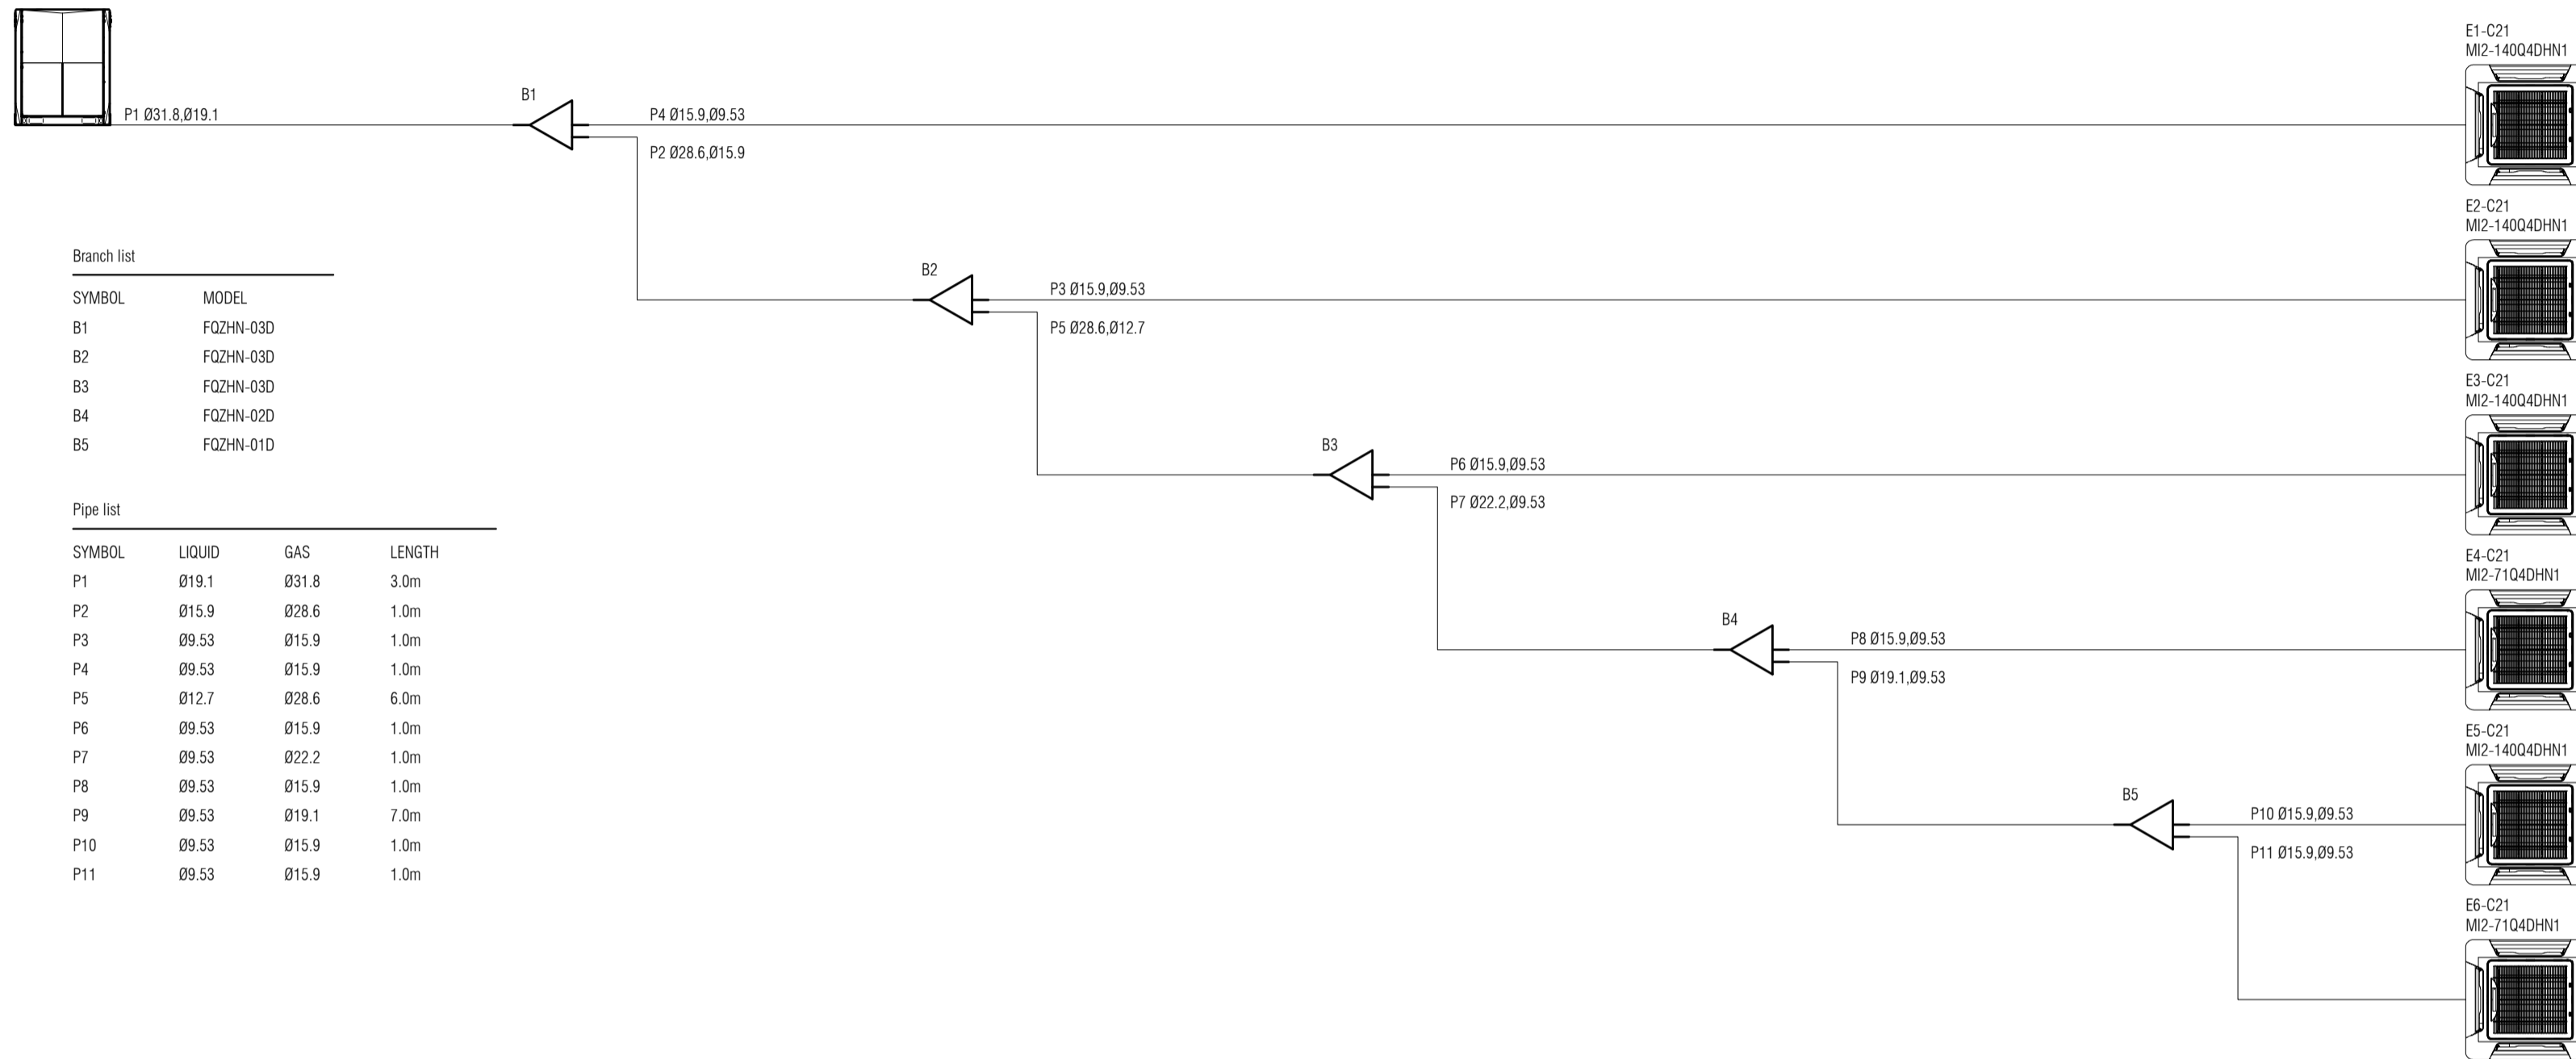 E1-C21
MI2-140Q4DHN1
P1 Ø31.8,Ø19.1
B1
P4 Ø15.9,Ø9.53
P2 Ø28.6,Ø15.9
E2-C21
MI2-140Q4DHN1
B2
P3 Ø15.9,Ø9.53
P5 Ø28.6,Ø12.7
E3-C21
MI2-140Q4DHN1
B3
P6 Ø15.9,Ø9.53
P7 Ø22.2,Ø9.53
E4-C21
MI2-71Q4DHN1
B4
P8 Ø15.9,Ø9.53
P9 Ø19.1,Ø9.53
E5-C21
MI2-140Q4DHN1
B5
P10 Ø15.9,Ø9.53
P11 Ø15.9,Ø9.53
E6-C21
MI2-71Q4DHN1
Branch list
SYMBOL MODEL
B1 FQZHN-03D
B2 FQZHN-03D
B3 FQZHN-03D
B4 FQZHN-02D
B5 FQZHN-01D
Pipe list
SYMBOL LIQUID GAS LENGTH
P1 Ø19.1 Ø31.8 3.0m
P2 Ø15.9 Ø28.6 1.0m
P3 Ø9.53 Ø15.9 1.0m
P4 Ø9.53 Ø15.9 1.0m
P5 Ø12.7 Ø28.6 6.0m
P6 Ø9.53 Ø15.9 1.0m
P7 Ø9.53 Ø22.2 1.0m
P8 Ø9.53 Ø15.9 1.0m
P9 Ø9.53 Ø19.1 7.0m
P10 Ø9.53 Ø15.9 1.0m
P11 Ø9.53 Ø15.9 1.0m